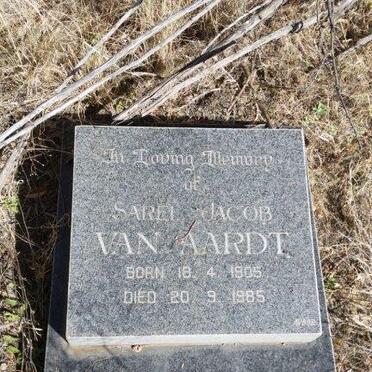 In Loving Memory
of
SAREL JACOB
VAN AARDT
BORN 18 . 4 . 1905
DIED 20 . 9 . 1985